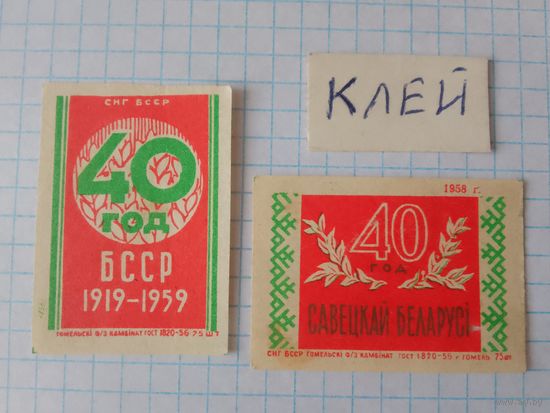 СНГ БССР
40
ГОД
БССР
1919-1959
ГОМЕЛЬСКІ Ф/З КАМБІНАТ ГОСТ 1820-56-75 ШТ
КЛЕЙ
1958 г.
40
ГОД
САВЕЦКАЙ БЕЛАРУСІ
СНГ БССР ГОМЕЛЬСКІ Ф/З КАМБІНАТ ГОСТ 1820-56 г ГОМЕЛЬ 75 шт